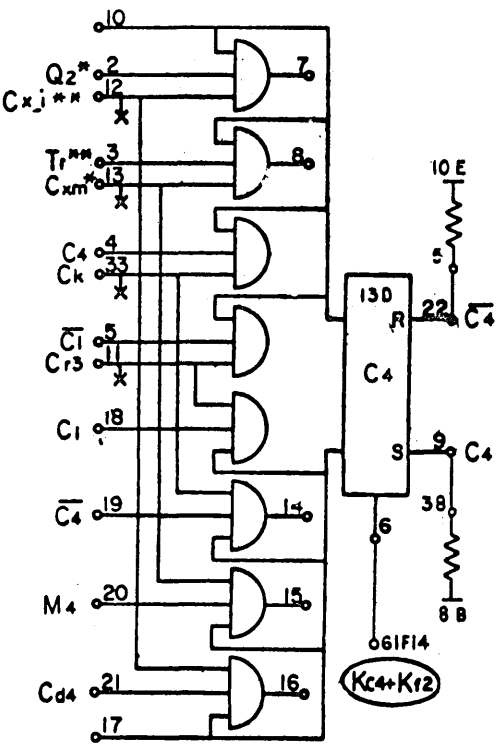 10
Q2* 2
7
Cx_i** 12
Tr** 3
8
Cxm* 13
10 E
C4 4
Ck 33
5
13D
C̅1̅ 5
R 22 C̅4̅
Cr3 11
C4
C1 18
S 9 C4
C̅4̅ 19
14
38
6
M4 20
15
8 B
61F14
Cd4 21
16
Kc4+Kr2
17